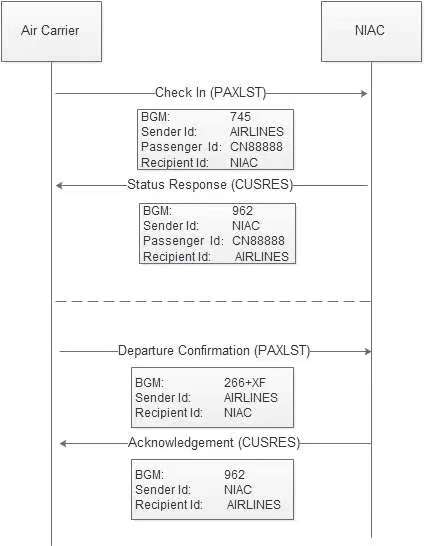 Air Carrier
NIAC
Check In (PAXLST)
BGM: 745
Sender Id: AIRLINES
Passenger Id: CN88888
Recipient Id: NIAC
Status Response (CUSRES)
BGM: 962
Sender Id: NIAC
Passenger Id: CN88888
Recipient Id: AIRLINES
Departure Confirmation (PAXLST)
BGM: 266+XF
Sender Id: AIRLINES
Recipient Id: NIAC
Acknowledgement (CUSRES)
BGM: 962
Sender Id: NIAC
Recipient Id: AIRLINES